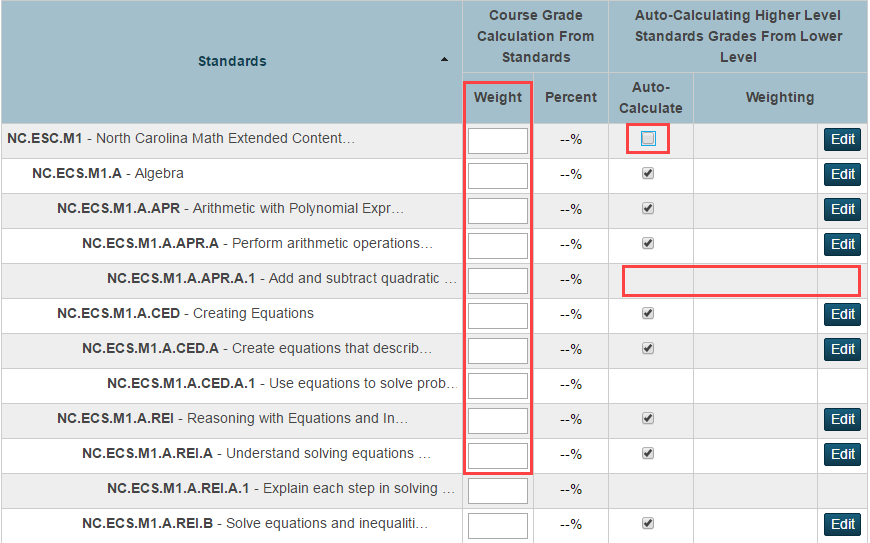 Course Grade Calculation From Standards
Auto-Calculating Higher Level Standards Grades From Lower Level
Standards
Weight Percent Auto-Calculate Weighting
NC.ESC.M1 - North Carolina Math Extended Content… --% Edit
NC.ECS.M1.A - Algebra --% Edit
NC.ECS.M1.A.APR - Arithmetic with Polynomial Expr… --% Edit
NC.ECS.M1.A.APR.A - Perform arithmetic operations… --% Edit
NC.ECS.M1.A.APR.A.1 - Add and subtract quadratic … --%
NC.ECS.M1.A.CED - Creating Equations --% Edit
NC.ECS.M1.A.CED.A - Create equations that describ… --% Edit
NC.ECS.M1.A.CED.A.1 - Use equations to solve prob… --%
NC.ECS.M1.A.REI - Reasoning with Equations and In… --% Edit
NC.ECS.M1.A.REI.A - Understand solving equations … --% Edit
NC.ECS.M1.A.REI.A.1 - Explain each step in solving … --%
NC.ECS.M1.A.REI.B - Solve equations and inequaliti… --% Edit